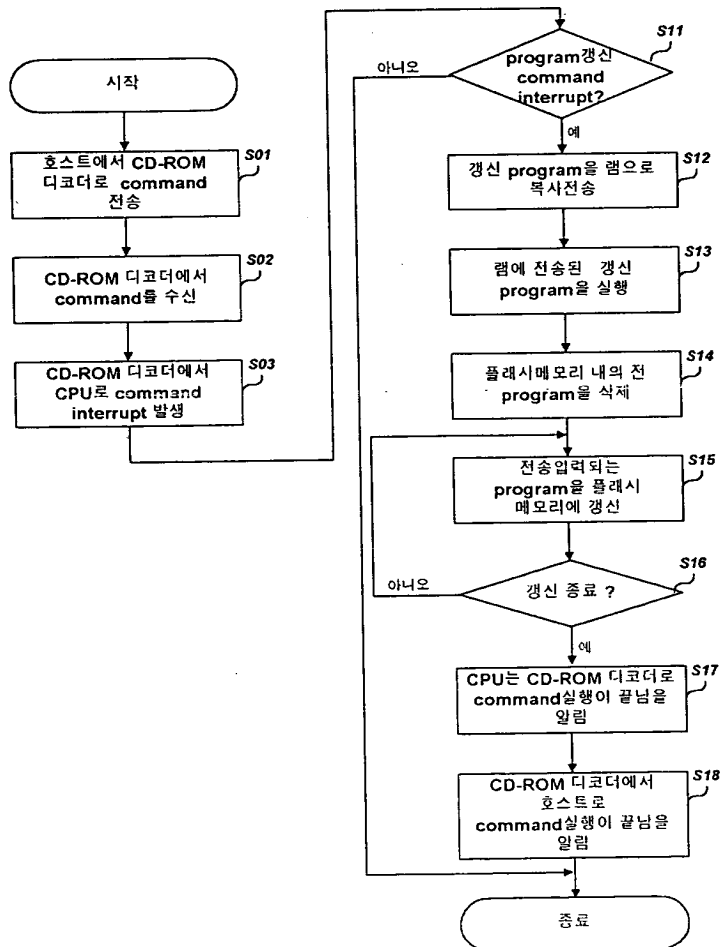 시작
호스트에서 CD-ROM
디코더로 command
전송
S01
CD-ROM 디코더에서
command를 수신
S02
CD-ROM 디코더에서
CPU로 command
interrupt 발생
S03
program갱신
command
interrupt?
S11
아니오
예
갱신 program을 램으로
복사전송
S12
램에 전송된 갱신
program을 실행
S13
플래시메모리 내의 전
program을 삭제
S14
전송입력되는
program을 플래시
메모리에 갱신
S15
갱신 종료 ?
S16
아니오
예
CPU는 CD-ROM 디코더로
command실행이 끝남을
알림
S17
CD-ROM 디코더에서
호스트로
command실행이 끝남을
알림
S18
종료